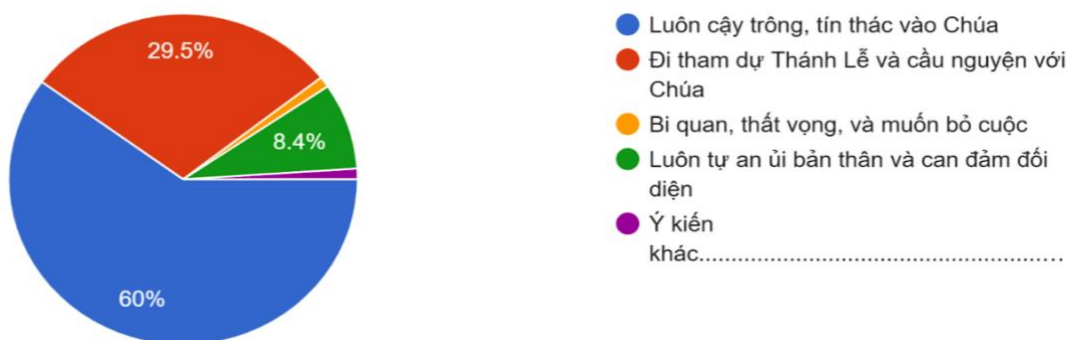 29.5%
8.4%
60%
Luôn cậy trông, tín thác vào Chúa
Đi tham dự Thánh Lễ và cầu nguyện với
Chúa
Bi quan, thất vọng, và muốn bỏ cuộc
Luôn tự an ủi bản thân và can đảm đối
diện
Ý kiến
khác.......................................................